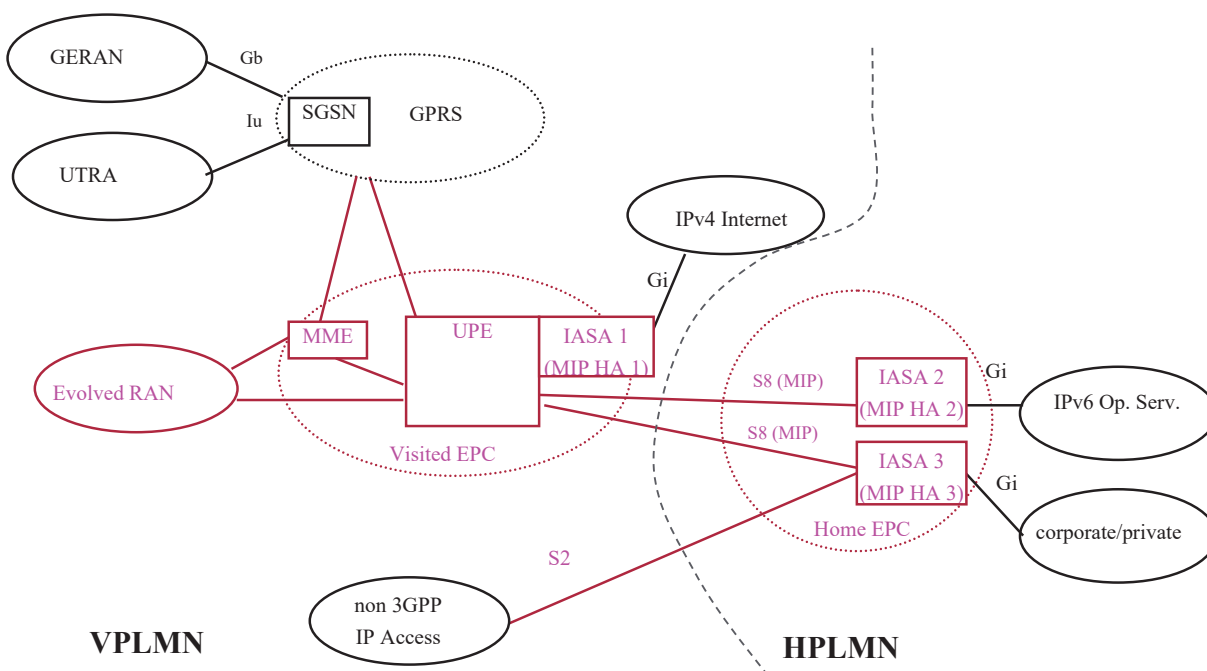 GERAN
Gb
SGSN
GPRS
Iu
UTRA
IPv4 Internet
Gi
MME
UPE
IASA 1
(MIP HA 1)
Evolved RAN
S8 (MIP)
IASA 2
(MIP HA 2)
Gi
IPv6 Op. Serv.
S8 (MIP)
Visited EPC
IASA 3
(MIP HA 3)
Gi
Home EPC
corporate/private
S2
non 3GPP
IP Access
VPLMN
HPLMN